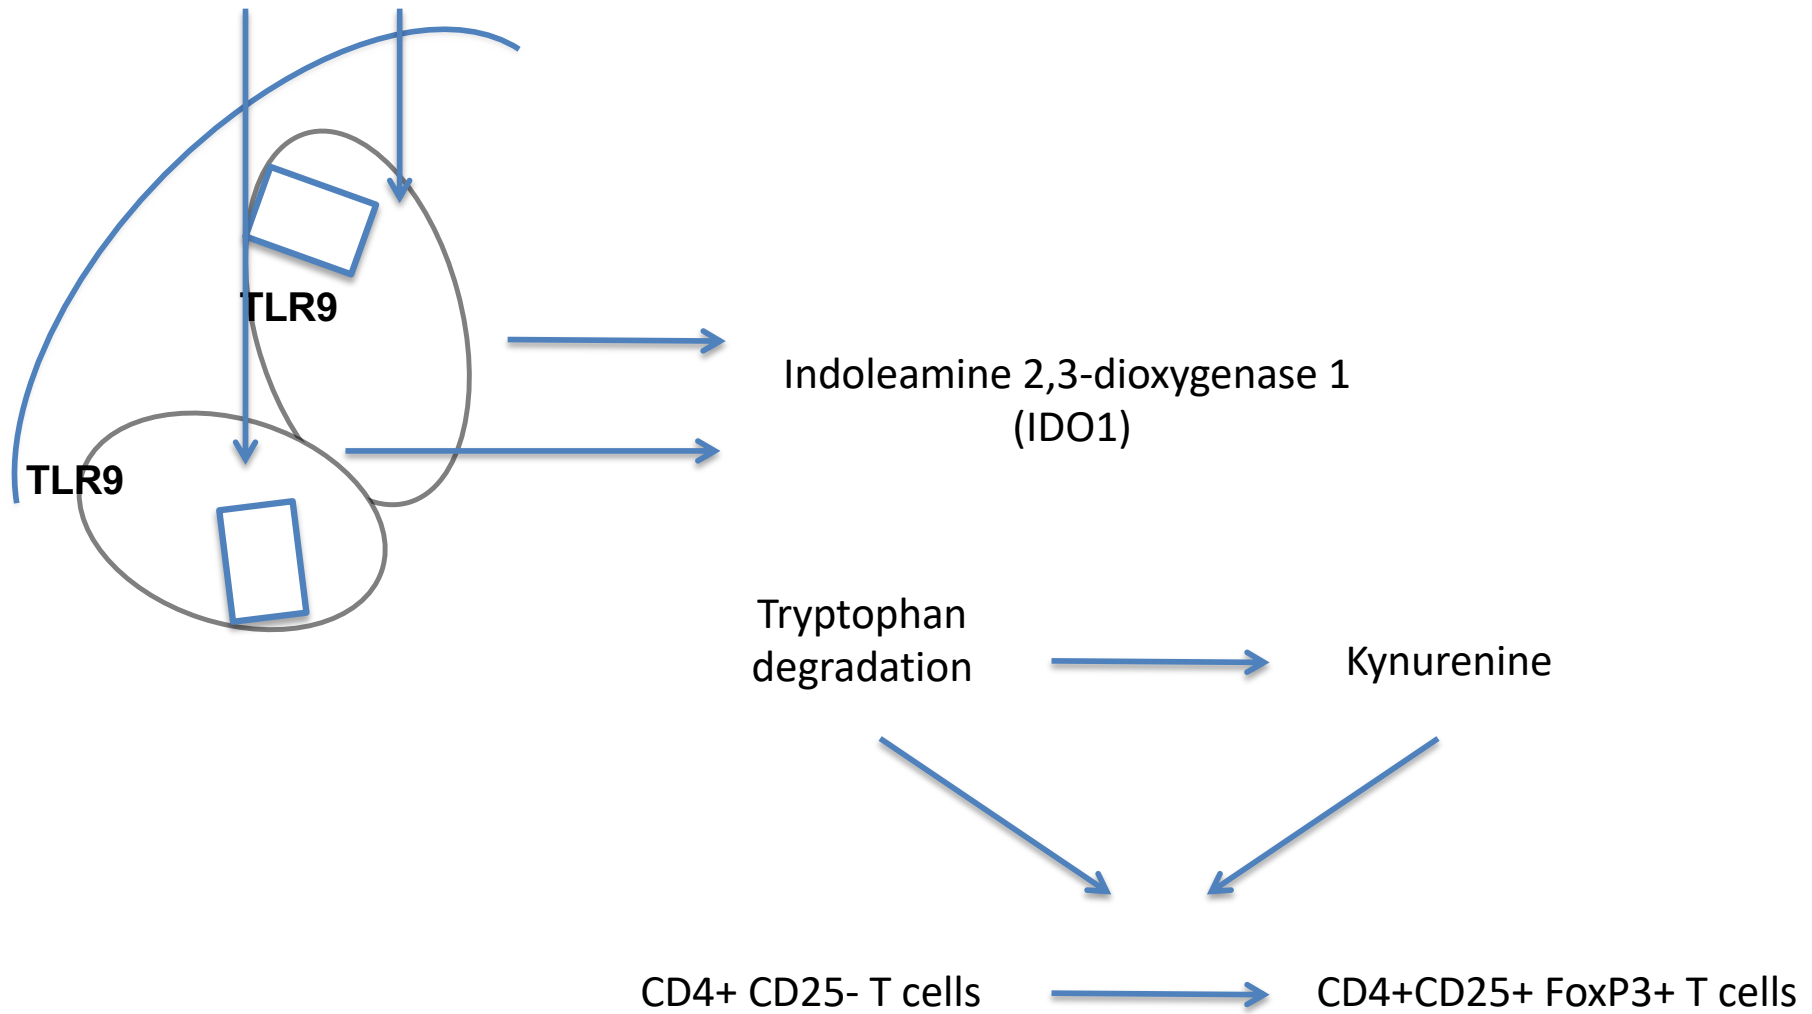 TLR9
Indoleamine 2,3-dioxygenase 1
(IDO1)
TLR9
Tryptophan
degradation
Kynurenine
CD4+ CD25- T cells
CD4+CD25+ FoxP3+ T cells